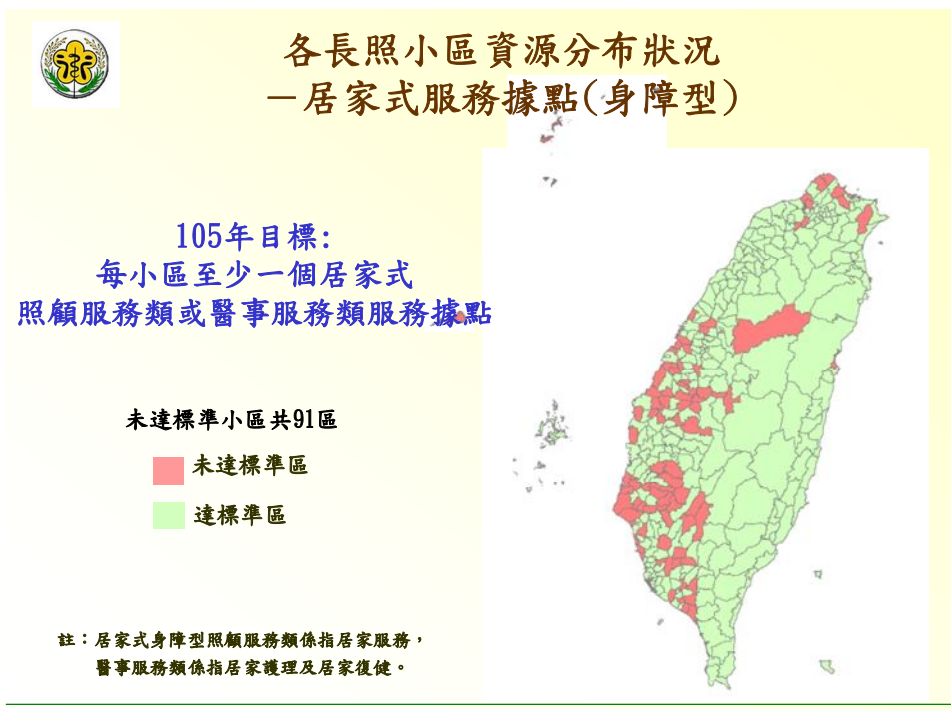 各長照小區資源分布狀況
－居家式服務據點(身障型)
105年目標:
每小區至少一個居家式
照顧服務類或醫事服務類服務據點
未達標準小區共91區
未達標準區
達標準區
註：居家式身障型照顧服務類係指居家服務，
醫事服務類係指居家護理及居家復健。